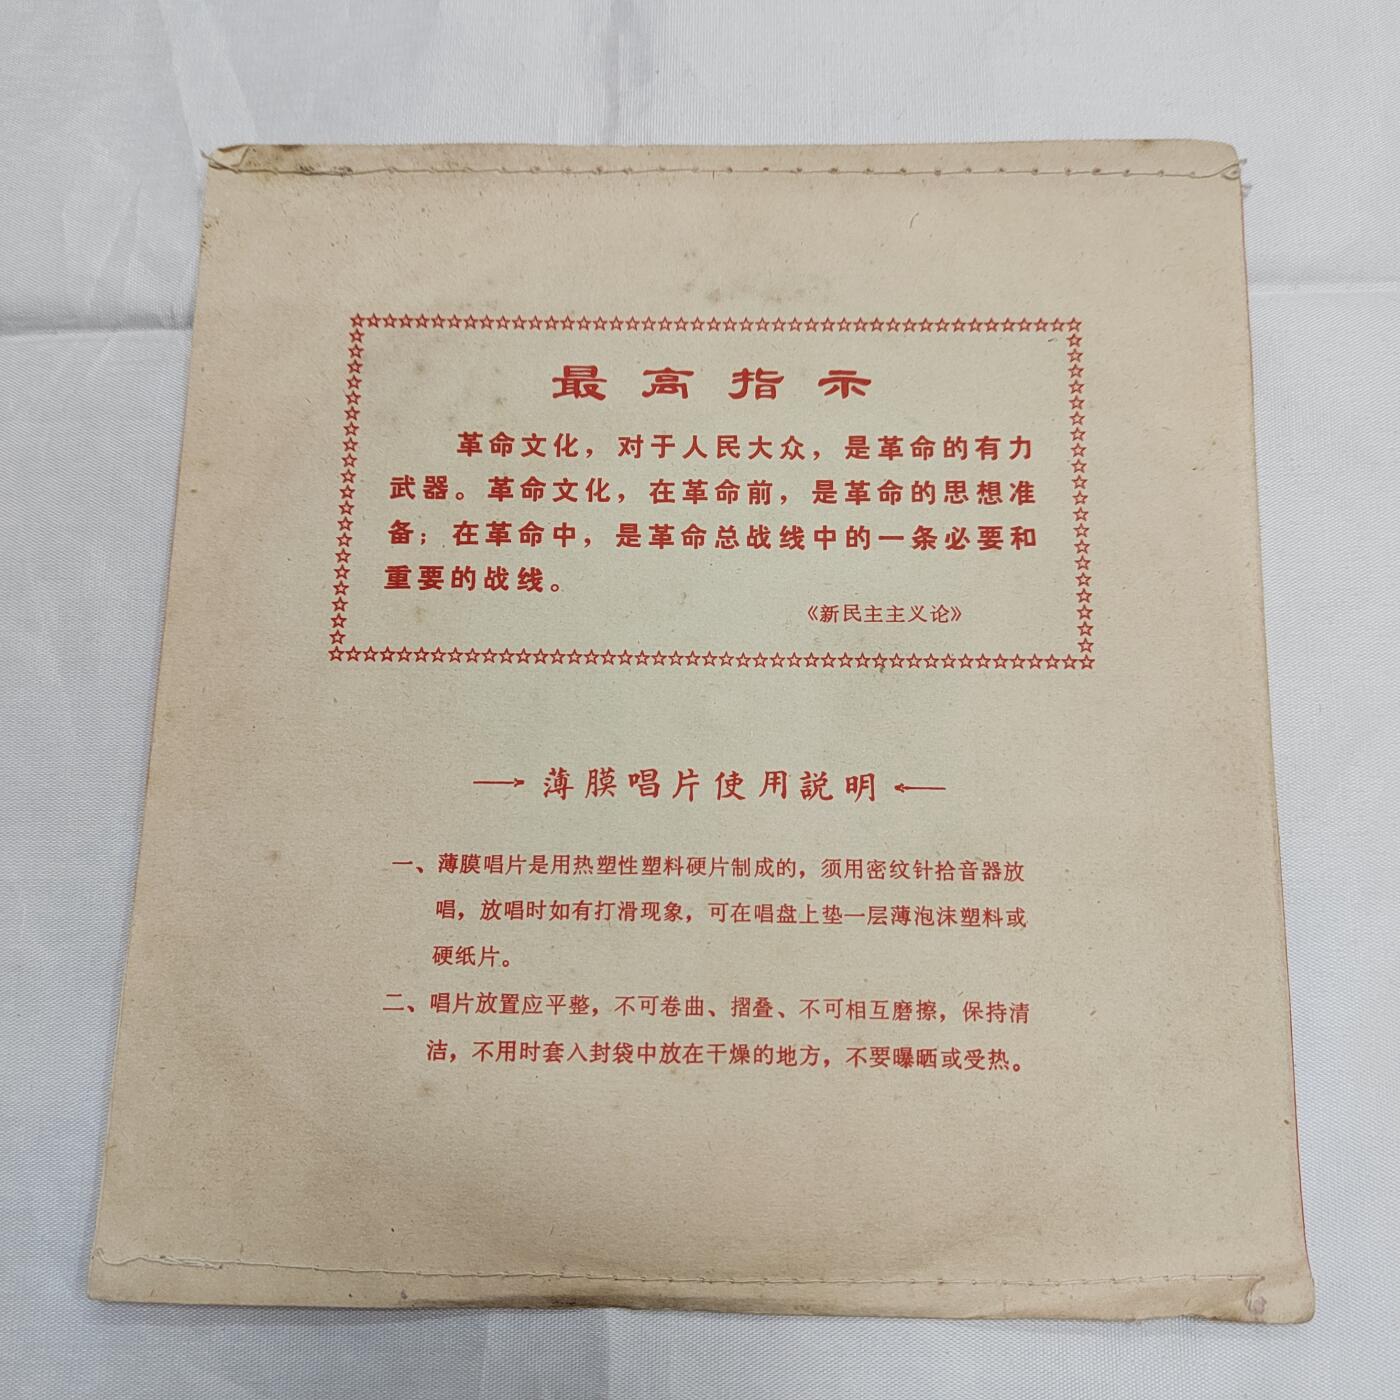 最高指示
革命文化，对于人民大众，是革命的有力
武器。革命文化，在革命前，是革命的思想准
备；在革命中，是革命总战线中的一条必要和
重要的战线。
《新民主主义论》
薄膜唱片使用説明
一、薄膜唱片是用热塑性塑料硬片制成的，须用密纹针拾音器放
唱，放唱时如有打滑现象，可在唱盘上垫一层薄泡沫塑料或
硬纸片。
二、唱片放置应平整，不可卷曲、摺叠、不可相互磨擦，保持清
洁，不用时套入封袋中放在干燥的地方，不要曝晒或受热。